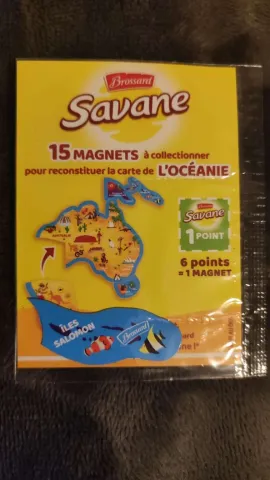 Brossard
Savane
15 MAGNETS à collectionner
pour reconstituer la carte de L'OCÉANIE
Brossard
Savane
1 POINT
6 points
= 1 MAGNET
ÎLES
SALOMON
Brossard